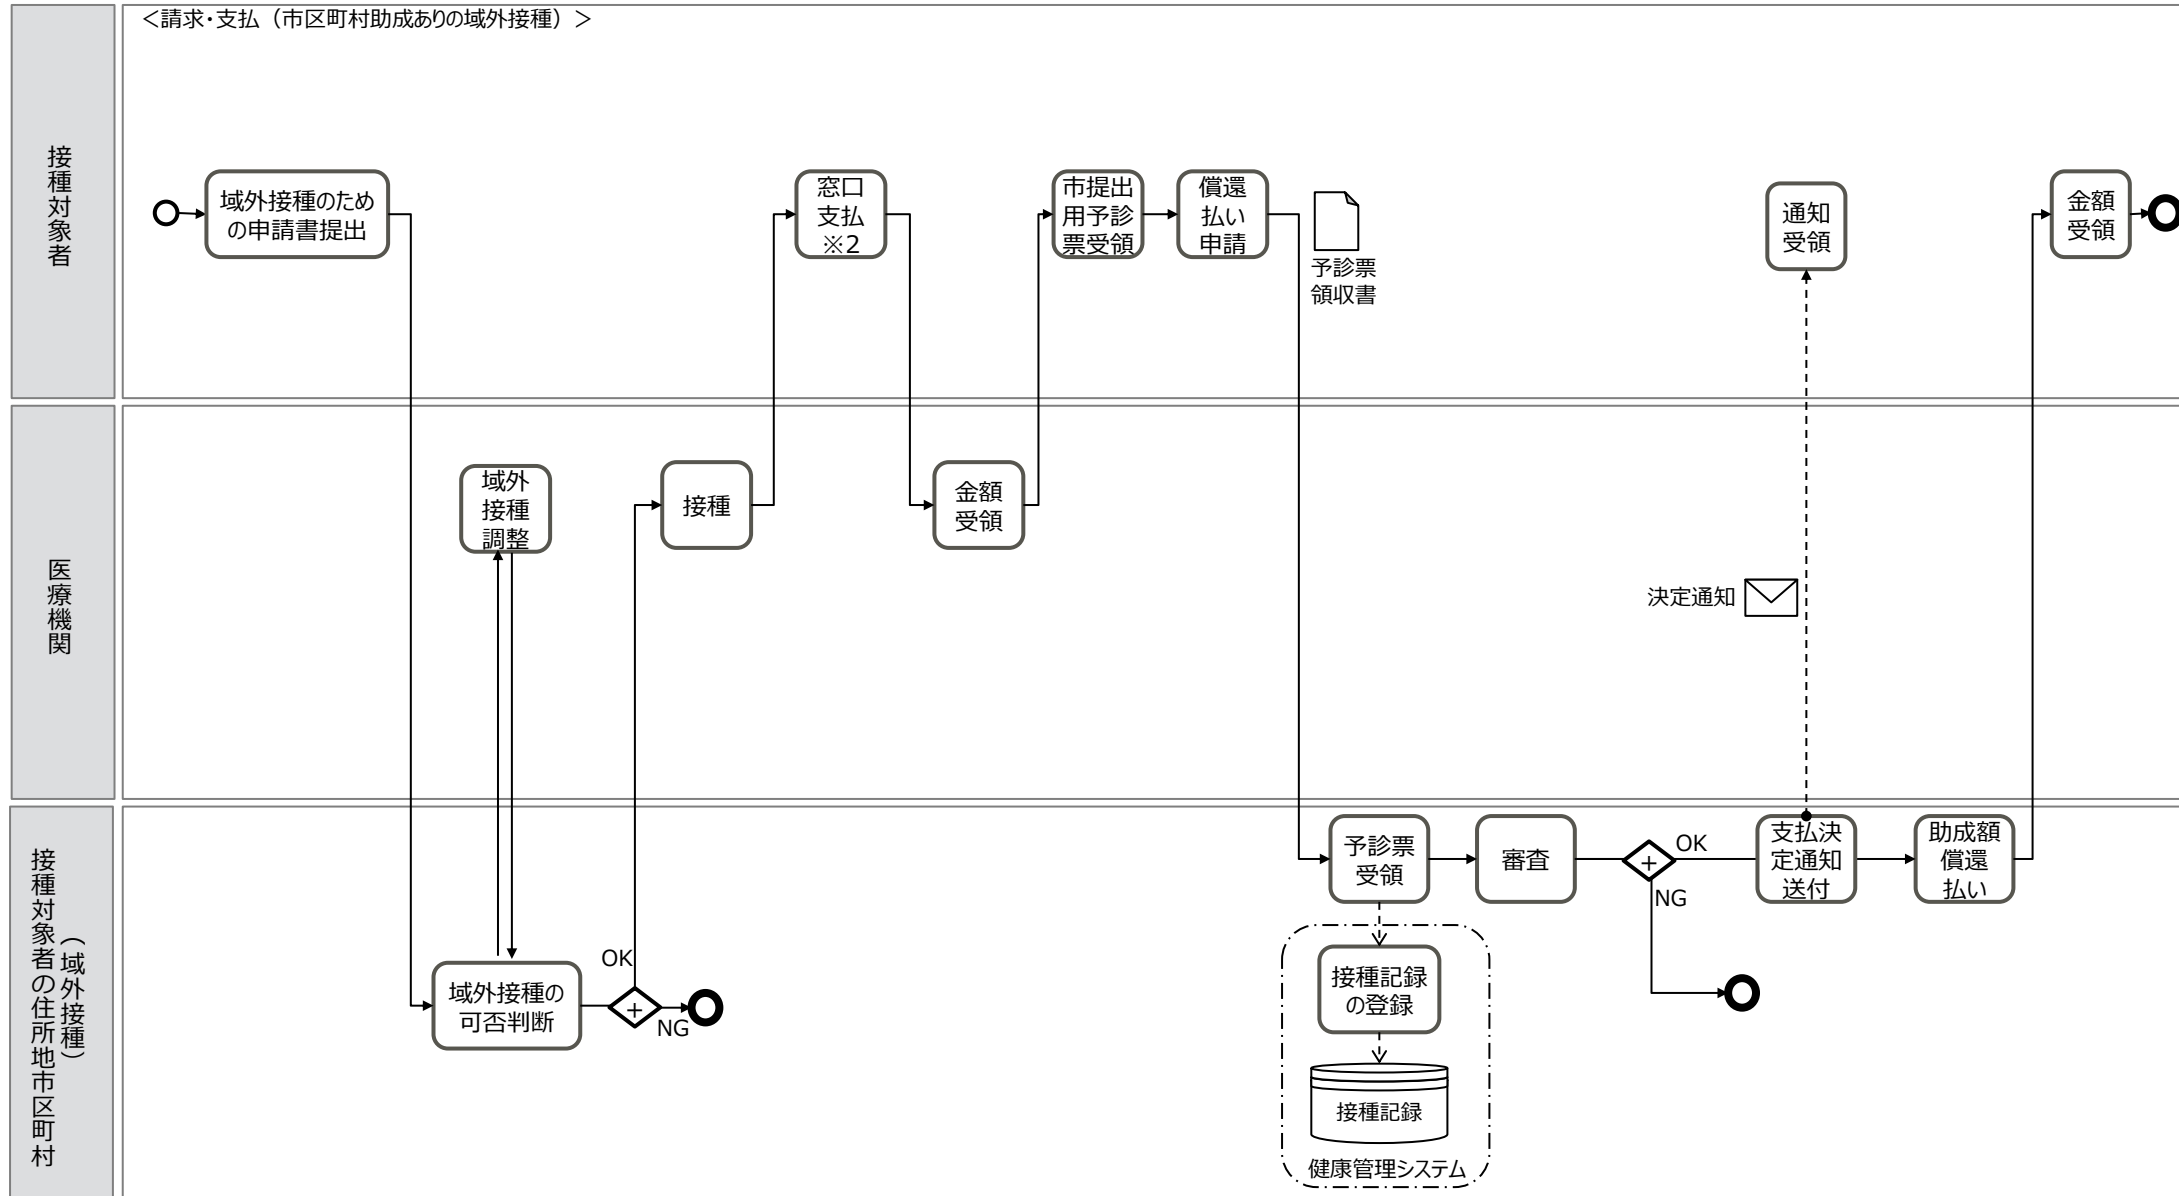 ＜請求・支払（市区町村助成ありの域外接種）＞
接種対象者
域外接種のため
の申請書提出
窓口
支払
※2
市提出
用予診
票受領
償還
払い
申請
予診票
領収書
通知
受領
金額
受領
医療機関
域外
接種
調整
接種
金額
受領
決定通知
接種対象者の住所地市区町村
（域外接種）
域外接種の
可否判断
OK
NG
予診票
受領
審査
OK
NG
支払決
定通知
送付
助成額
償還
払い
接種記録
の登録
接種記録
健康管理システム